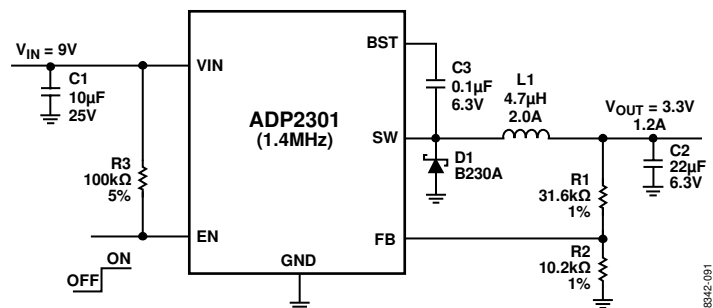 V_IN = 9V
C1
10µF
25V
R3
100kΩ
5%
OFF
ON
VIN
EN
ADP2301
(1.4MHz)
GND
BST
SW
FB
C3
0.1µF
6.3V
L1
4.7µH
2.0A
D1
B230A
V_OUT = 3.3V
1.2A
C2
22µF
6.3V
R1
31.6kΩ
1%
R2
10.2kΩ
1%